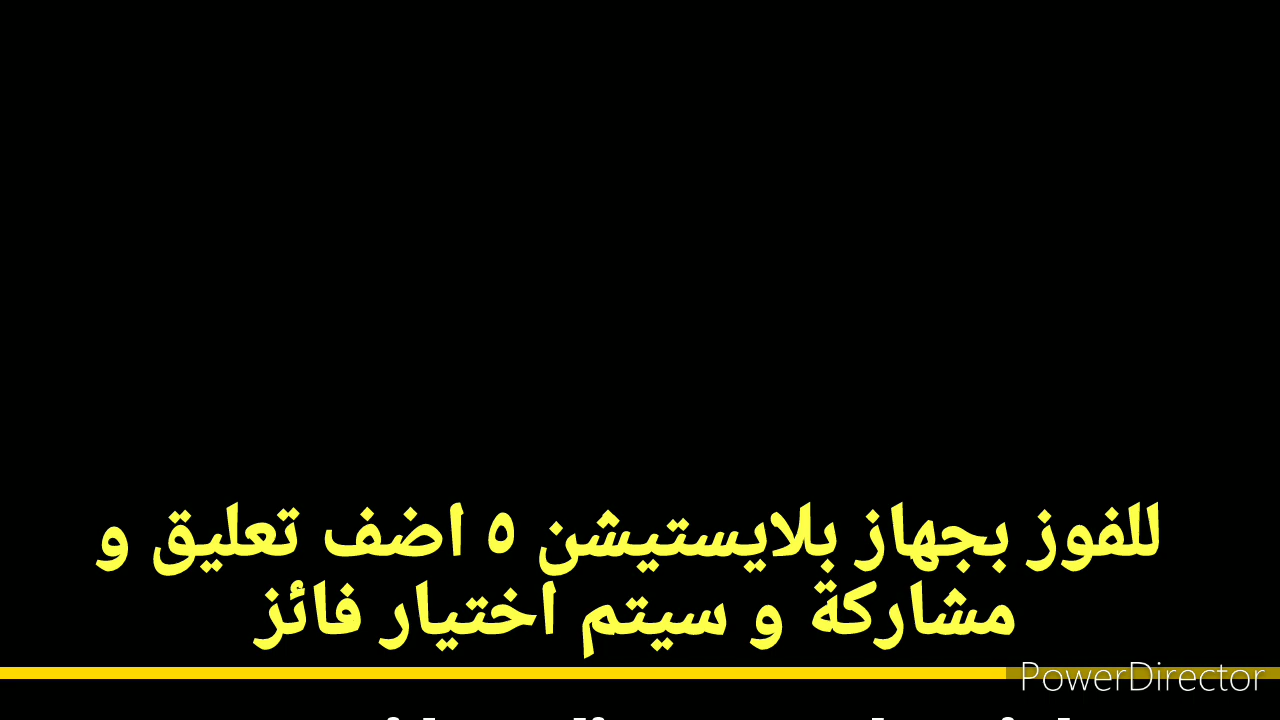 للفوز بجهاز بلايستيشن ٥ اضف تعليق و
مشاركة و سيتم اختيار فائز
PowerDirector